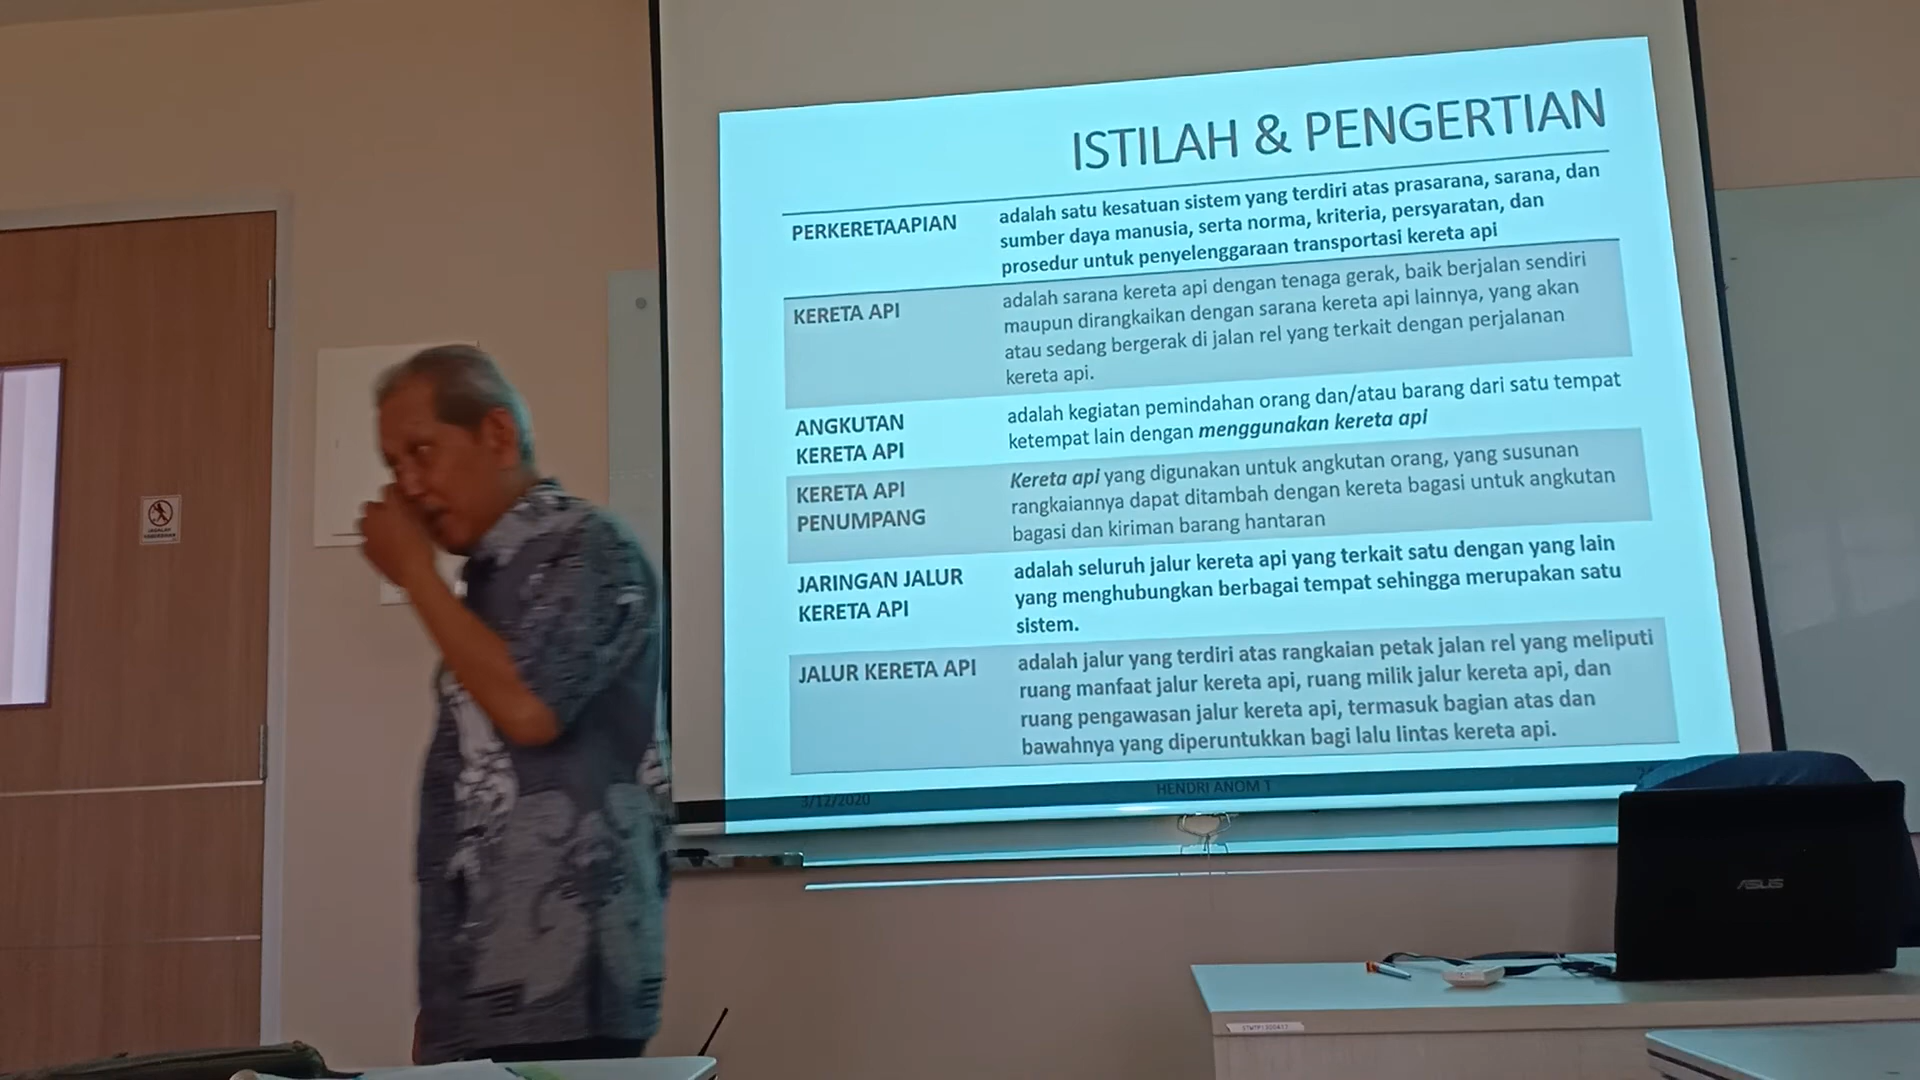 ISTILAH & PENGERTIAN
PERKERETAAPIAN
adalah satu kesatuan sistem yang terdiri atas prasarana, sarana, dan
sumber daya manusia, serta norma, kriteria, persyaratan, dan
prosedur untuk penyelenggaraan transportasi kereta api
KERETA API
adalah sarana kereta api dengan tenaga gerak, baik berjalan sendiri
maupun dirangkaikan dengan sarana kereta api lainnya, yang akan
atau sedang bergerak di jalan rel yang terkait dengan perjalanan
kereta api.
ANGKUTAN
KERETA API
adalah kegiatan pemindahan orang dan/atau barang dari satu tempat
ketempat lain dengan menggunakan kereta api
KERETA API
PENUMPANG
Kereta api yang digunakan untuk angkutan orang, yang susunan
rangkaiannya dapat ditambah dengan kereta bagasi untuk angkutan
bagasi dan kiriman barang hantaran
JARINGAN JALUR
KERETA API
adalah seluruh jalur kereta api yang terkait satu dengan yang lain
yang menghubungkan berbagai tempat sehingga merupakan satu
sistem.
JALUR KERETA API
adalah jalur yang terdiri atas rangkaian petak jalan rel yang meliputi
ruang manfaat jalur kereta api, ruang milik jalur kereta api, dan
ruang pengawasan jalur kereta api, termasuk bagian atas dan
bawahnya yang diperuntukkan bagi lalu lintas kereta api.
3/12/2020
HENDRI ANOM T
ASUS